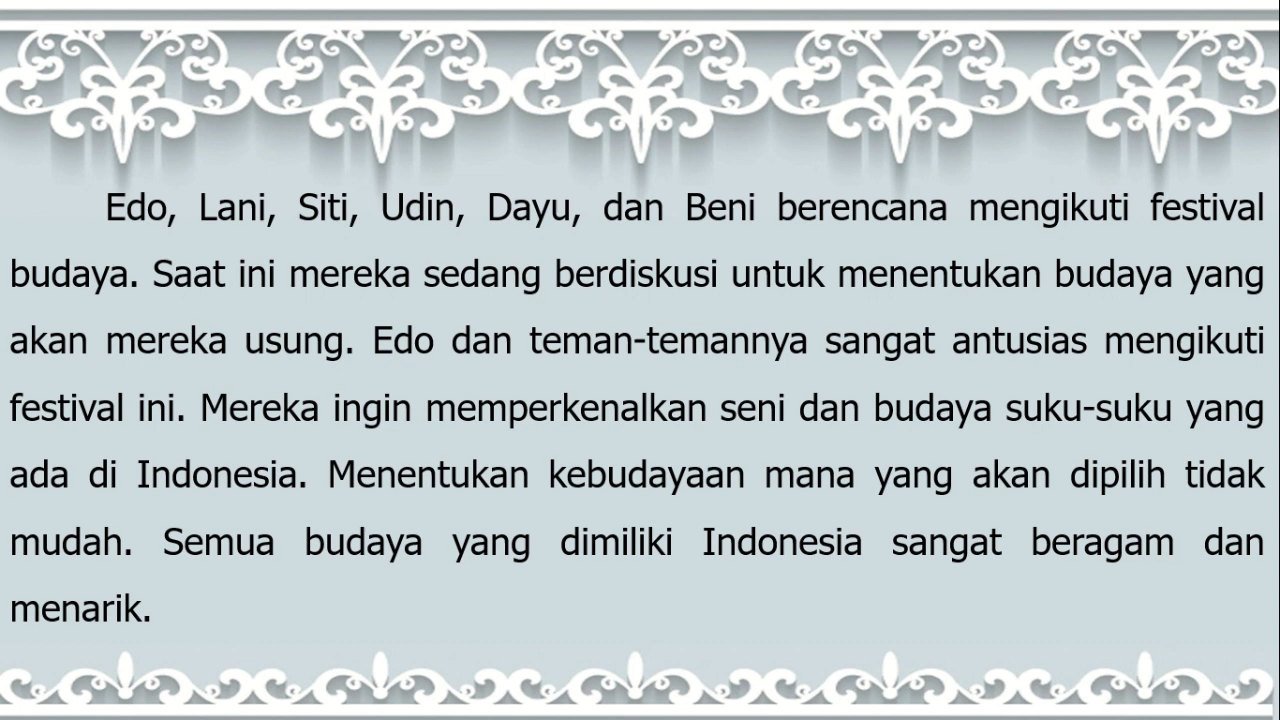 Edo, Lani, Siti, Udin, Dayu, dan Beni berencana mengikuti festival
budaya. Saat ini mereka sedang berdiskusi untuk menentukan budaya yang
akan mereka usung. Edo dan teman-temannya sangat antusias mengikuti
festival ini. Mereka ingin memperkenalkan seni dan budaya suku-suku yang
ada di Indonesia. Menentukan kebudayaan mana yang akan dipilih tidak
mudah. Semua budaya yang dimiliki Indonesia sangat beragam dan
menarik.